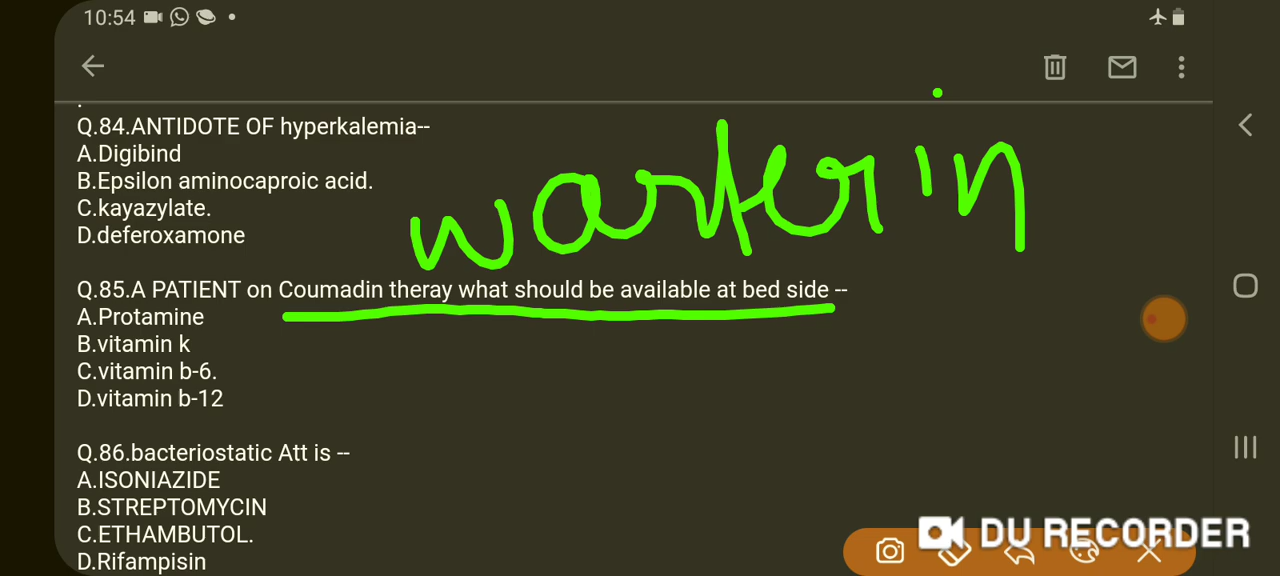 10:54
.
Q.84.ANTIDOTE OF hyperkalemia--
A.Digibind
B.Epsilon aminocaproic acid.
C.kayazylate.
D.deferoxamone
warferin
Q.85.A PATIENT on Coumadin theray what should be available at bed side --
A.Protamine
B.vitamin k
C.vitamin b-6.
D.vitamin b-12
Q.86.bacteriostatic Att is --
A.ISONIAZIDE
B.STREPTOMYCIN
C.ETHAMBUTOL.
D.Rifampisin
DU RECORDER